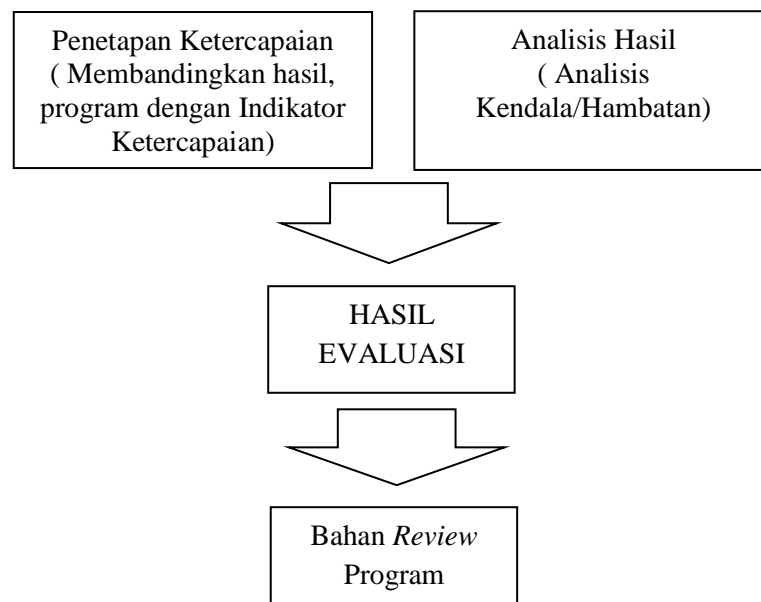 Penetapan Ketercapaian
( Membandingkan hasil,
program dengan Indikator
Ketercapaian)
Analisis Hasil
( Analisis
Kendala/Hambatan)
HASIL
EVALUASI
Bahan Review
Program